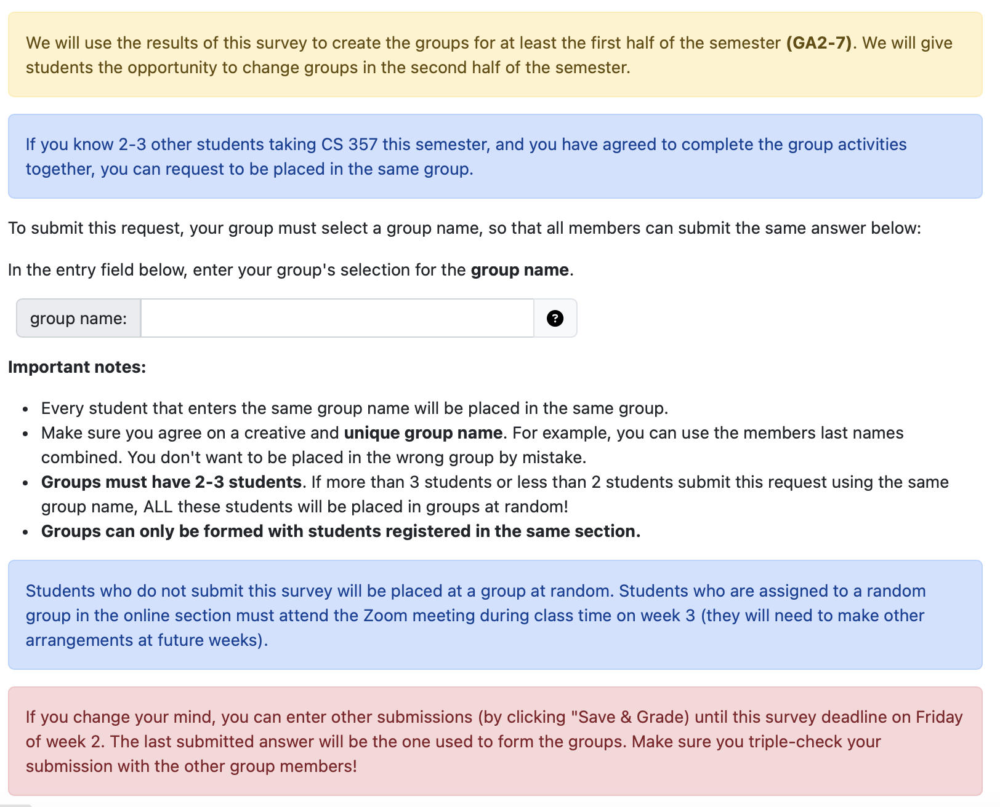 We will use the results of this survey to create the groups for at least the first half of the semester (GA2-7). We will give
students the opportunity to change groups in the second half of the semester.
If you know 2-3 other students taking CS 357 this semester, and you have agreed to complete the group activities
together, you can request to be placed in the same group.
To submit this request, your group must select a group name, so that all members can submit the same answer below:
In the entry field below, enter your group's selection for the group name.
group name: ?
Important notes:
• Every student that enters the same group name will be placed in the same group.
• Make sure you agree on a creative and unique group name. For example, you can use the members last names
combined. You don't want to be placed in the wrong group by mistake.
• Groups must have 2-3 students. If more than 3 students or less than 2 students submit this request using the same
group name, ALL these students will be placed in groups at random!
• Groups can only be formed with students registered in the same section.
Students who do not submit this survey will be placed at a group at random. Students who are assigned to a random
group in the online section must attend the Zoom meeting during class time on week 3 (they will need to make other
arrangements at future weeks).
If you change your mind, you can enter other submissions (by clicking "Save & Grade) until this survey deadline on Friday
of week 2. The last submitted answer will be the one used to form the groups. Make sure you triple-check your
submission with the other group members!